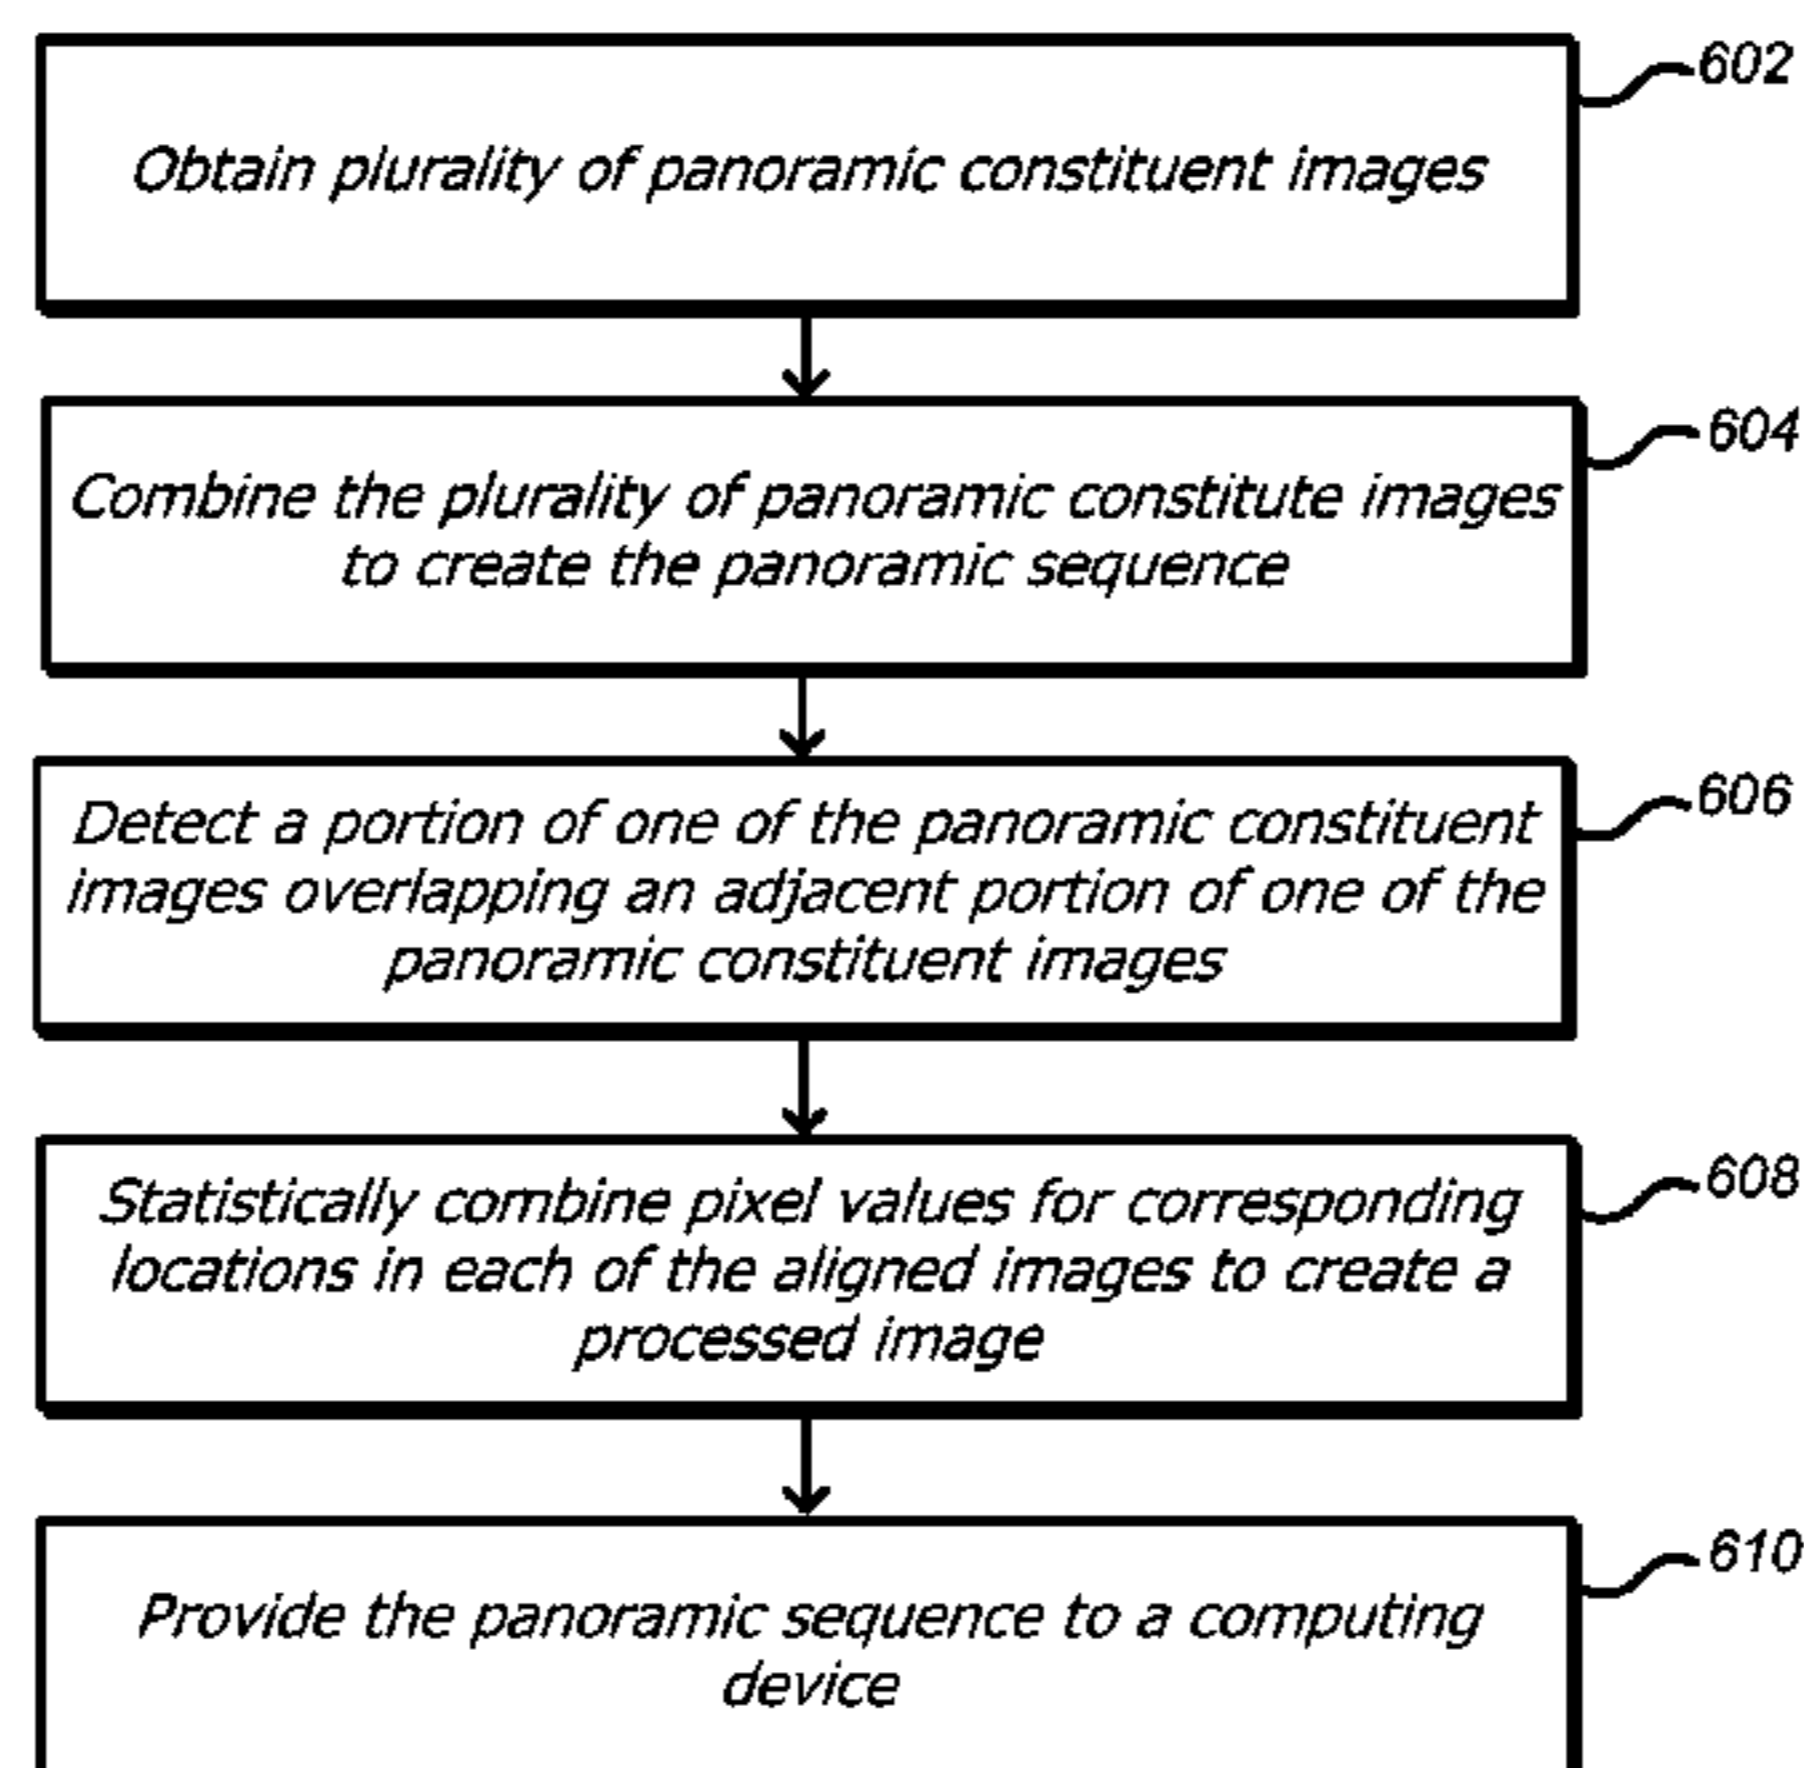 602
Obtain plurality of panoramic constituent images
604
Combine the plurality of panoramic constitute images
to create the panoramic sequence
606
Detect a portion of one of the panoramic constituent
images overlapping an adjacent portion of one of the
panoramic constituent images
608
Statistically combine pixel values for corresponding
locations in each of the aligned images to create a
processed image
610
Provide the panoramic sequence to a computing
device